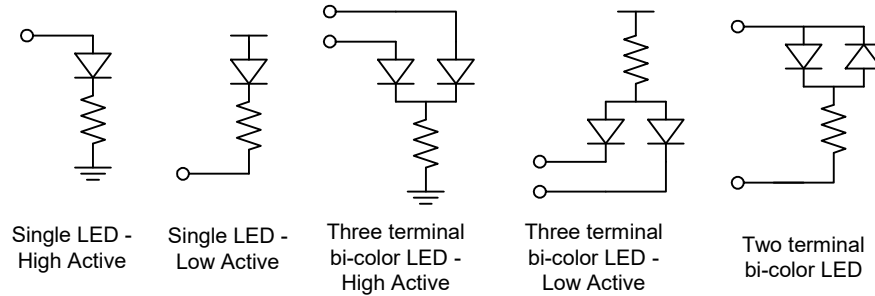 Single LED -
High Active
Single LED -
Low Active
Three terminal
bi-color LED -
High Active
Three terminal
bi-color LED -
Low Active
Two terminal
bi-color LED